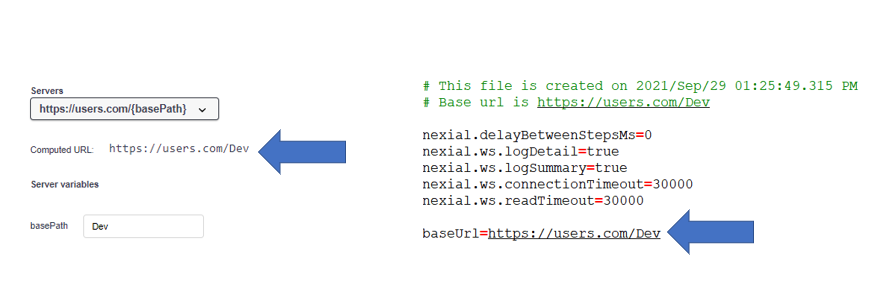 Servers
https://users.com/{basePath}
Computed URL: https://users.com/Dev
Server variables
basePath Dev
# This file is created on 2021/Sep/29 01:25:49.315 PM
# Base url is https://users.com/Dev
nexial.delayBetweenStepsMs=0
nexial.ws.logDetail=true
nexial.ws.logSummary=true
nexial.ws.connectionTimeout=30000
nexial.ws.readTimeout=30000
baseUrl=https://users.com/Dev